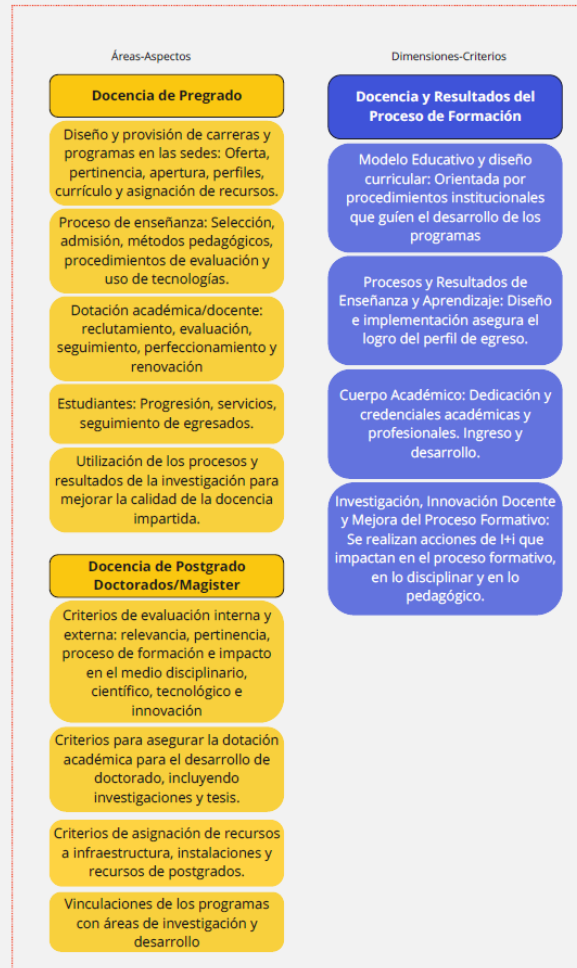 Áreas-Aspectos
Docencia de Pregrado
Diseño y provisión de carreras y
programas en las sedes: Oferta,
pertinencia, apertura, perfiles,
currículo y asignación de recursos.
Proceso de enseñanza: Selección,
admisión, métodos pedagógicos,
procedimientos de evaluación y
uso de tecnologías.
Dotación académica/docente:
reclutamiento, evaluación,
seguimiento, perfeccionamiento y
renovación
Estudiantes: Progresión, servicios,
seguimiento de egresados.
Utilización de los procesos y
resultados de la investigación para
mejorar la calidad de la docencia
impartida.
Docencia de Postgrado
Doctorados/Magister
Criterios de evaluación interna y
externa: relevancia, pertinencia,
proceso de formación e impacto
en el medio disciplinario,
científico, tecnológico e
innovación
Criterios para asegurar la dotación
académica para el desarrollo de
doctorado, incluyendo
investigaciones y tesis.
Criterios de asignación de recursos
a infraestructura, instalaciones y
recursos de postgrados.
Vinculaciones de los programas
con áreas de investigación y
desarrollo
Dimensiones-Criterios
Docencia y Resultados del
Proceso de Formación
Modelo Educativo y diseño
curricular: Orientada por
procedimientos institucionales
que guíen el desarrollo de los
programas
Procesos y Resultados de
Enseñanza y Aprendizaje: Diseño
e implementación asegura el
logro del perfil de egreso.
Cuerpo Académico: Dedicación y
credenciales académicas y
profesionales. Ingreso y
desarrollo.
Investigación, Innovación Docente
y Mejora del Proceso Formativo:
Se realizan acciones de I+i que
impactan en el proceso formativo,
en lo disciplinar y en lo
pedagógico.